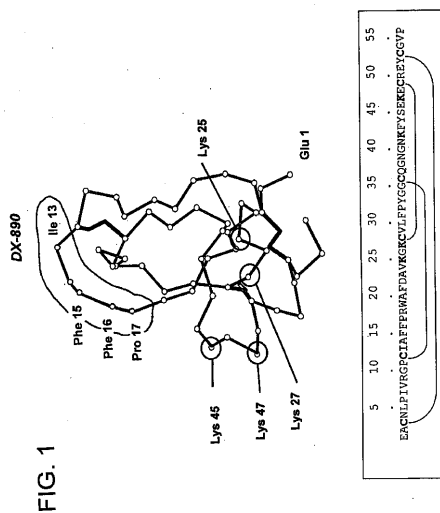 FIG. 1
DX-890
Ile 13
Phe 15
Phe 16
Pro 17
Lys 25
Glu 1
Lys 45
Lys 47
Lys 27
5 10 15 20 25 30 35 40 45 50 55
EACNLPIVRGPCIAFFPRWAFDAVKGKCVLFPYGGCQGNGNKFYSEKECREYCGVP